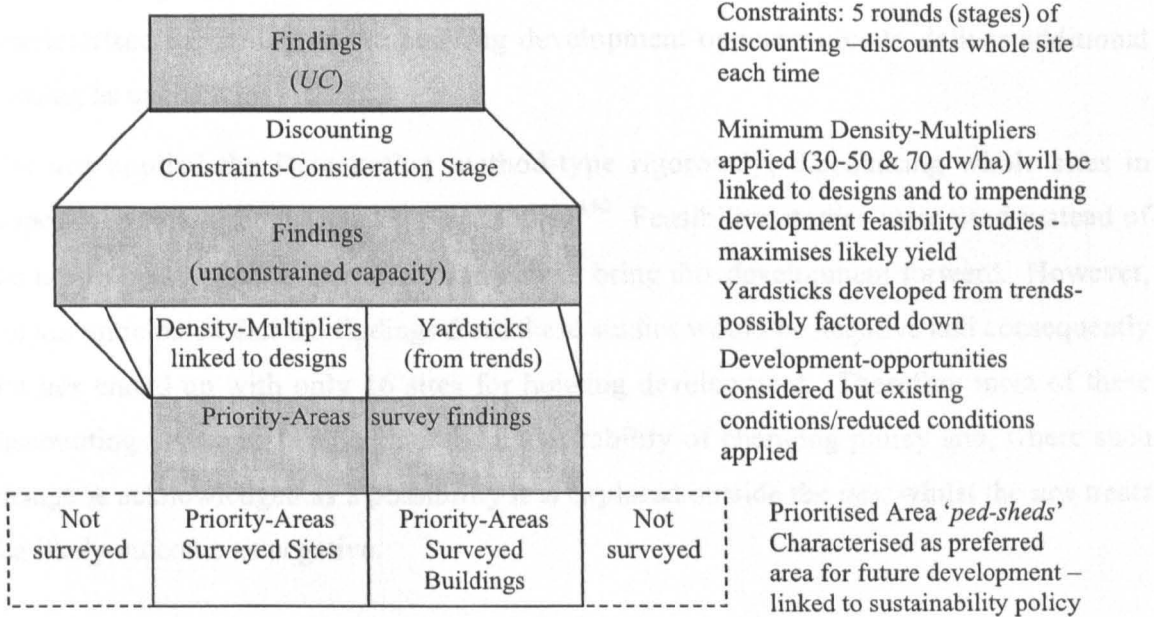 Findings
(UC)
Discounting
Constraints-Consideration Stage
Findings
(unconstrained capacity)
Density-Multipliers
linked to designs
Yardsticks
(from trends)
Priority-Areas survey findings
Not
surveyed
Priority-Areas
Surveyed Sites
Priority-Areas
Surveyed
Buildings
Not
surveyed
Constraints: 5 rounds (stages) of
discounting –discounts whole site
each time
Minimum Density-Multipliers
applied (30-50 & 70 dw/ha) will be
linked to designs and to impending
development feasibility studies -
maximises likely yield
Yardsticks developed from trends-
possibly factored down
Development-opportunities
considered but existing
conditions/reduced conditions
applied
Prioritised Area ‘ped-sheds’
Characterised as preferred
area for future development –
linked to sustainability policy